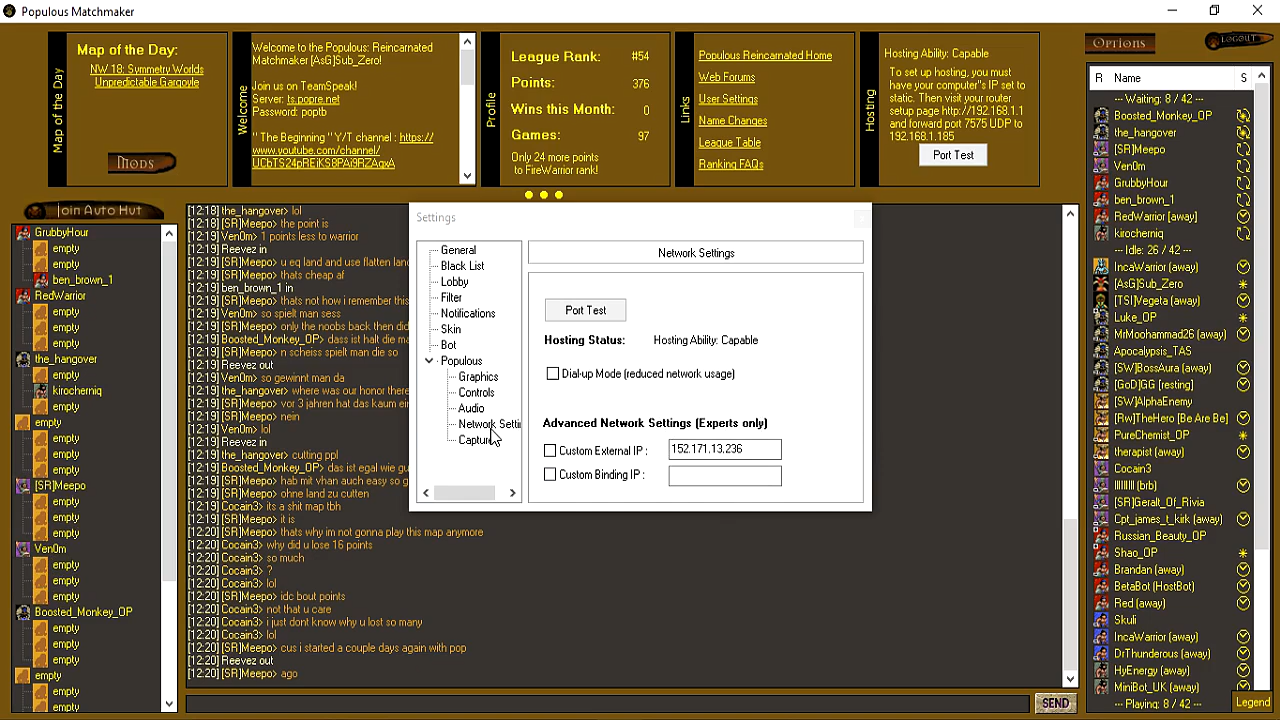 Populous Matchmaker
Map of the Day
Map of the Day:
NW 18: Symmetry Worlds
Unpredictable Gargoyle
Mods
Welcome
Welcome to the Populous: Reincarnated
Matchmaker [AsG]Sub_Zero!
Join us on TeamSpeak!
Server: ts.popre.net
Password: poptb
" The Beginning " Y/T channel : https://
www.youtube.com/channel/
UCbTS24pREiKS8PAi9RZAgxA
Profile
League Rank: #54
Points: 376
Wins this Month: 0
Games: 97
Only 24 more points
to FireWarrior rank!
Links
Populous Reincarnated Home
Web Forums
User Settings
Name Changes
League Table
Ranking FAQs
Hosting
Hosting Ability: Capable
To set up hosting, you must
have your computer's IP set to
static. Then visit your router
setup page http://192.168.1.1
and forward port 7575 UDP to
192.168.1.185
Port Test
Options
LOGOUT
Join Auto Hut
GrubbyHour
empty
empty
ben_brown_1
RedWarrior
empty
empty
empty
the_hangover
empty
kirocherniq
empty
empty
empty
empty
empty
[SR]Meepo
empty
empty
empty
Ven0m
empty
empty
empty
Boosted_Monkey_OP
empty
empty
empty
empty
empty
empty
[12:18] the_hangover> lol
[12:19] [SR]Meepo> the point is
[12:19] Ven0m> 1 points less to warrior
[12:19] Reevez in
[12:19] [SR]Meepo> u eq land and use flatten lan
[12:19] [SR]Meepo> thats cheap af
[12:19] ben_brown_1 in
[12:19] [SR]Meepo> thats not how i remember this
[12:19] Ven0m> so spielt man sess
[12:19] [SR]Meepo> only the noobs back then did
[12:19] Boosted_Monkey_OP> dass ist halt die ma
[12:19] [SR]Meepo> n scheiss spielt man die so
[12:19] Reevez out
[12:19] Ven0m> so gewinnt man da
[12:19] the_hangover> where was our honor there
[12:19] [SR]Meepo> vor 3 jahren hat das kaum ein
[12:19] [SR]Meepo> nein
[12:19] Ven0m> lol
[12:19] Reevez in
[12:19] the_hangover> cutting ppl
[12:19] Boosted_Monkey_OP> das ist egal wie gu
[12:19] [SR]Meepo> hab mit vhan auch easy so g
[12:19] [SR]Meepo> ohne land zu cutten
[12:19] Cocain3> its a shit map tbh
[12:19] [SR]Meepo> it is
[12:19] [SR]Meepo> thats why im not gonna play this map anymore
[12:20] Cocain3> why did u lose 16 points
[12:20] Cocain3> so much
[12:20] Cocain3> ?
[12:20] Cocain3> lol
[12:20] [SR]Meepo> idc bout points
[12:20] Cocain3> not that u care
[12:20] Cocain3> i just dont know why u lost so many
[12:20] Cocain3> lol
[12:20] [SR]Meepo> cus i started a couple days again with pop
[12:20] Reevez out
[12:20] [SR]Meepo> ago
SEND
Settings
General
Black List
Lobby
Filter
Notifications
Skin
Bot
Populous
Graphics
Controls
Audio
Network Setti
Capture
Network Settings
Port Test
Hosting Status: Hosting Ability: Capable
Dial-up Mode (reduced network usage)
Advanced Network Settings (Experts only)
Custom External IP : 152.171.13.236
Custom Binding IP :
R Name S
--- Waiting: 8 / 42 ---
Boosted_Monkey_OP
the_hangover
[SR]Meepo
Ven0m
GrubbyHour
ben_brown_1
RedWarrior [away]
kirocherniq
--- Idle: 26 / 42 ---
IncaWarrior (away)
[AsG]Sub_Zero
[TSI]Vegeta (away)
Luke_OP
MrMoohammad26 (away)
Apocalypsis_TAS
[SW]BossAura (away)
[GoD]GG [resting]
[SW]AlphaEnemy
[Rw]TheHero [Be Are Be]
PureChemist_OP
therapist (away)
Cocain3
llllllllll (brb)
[SR]Geralt_Of_Rivia
Cpt_james_t_kirk (away)
Russian_Beauty_OP
Shao_OP
Brandan (away)
BetaBot (HostBot)
Red (away)
Skuli
IncaWarrior (away)
DrThunderous (away)
HyEnergy (away)
MiniBot_UK (away)
--- Playing: 8 / 42 ---
Legend